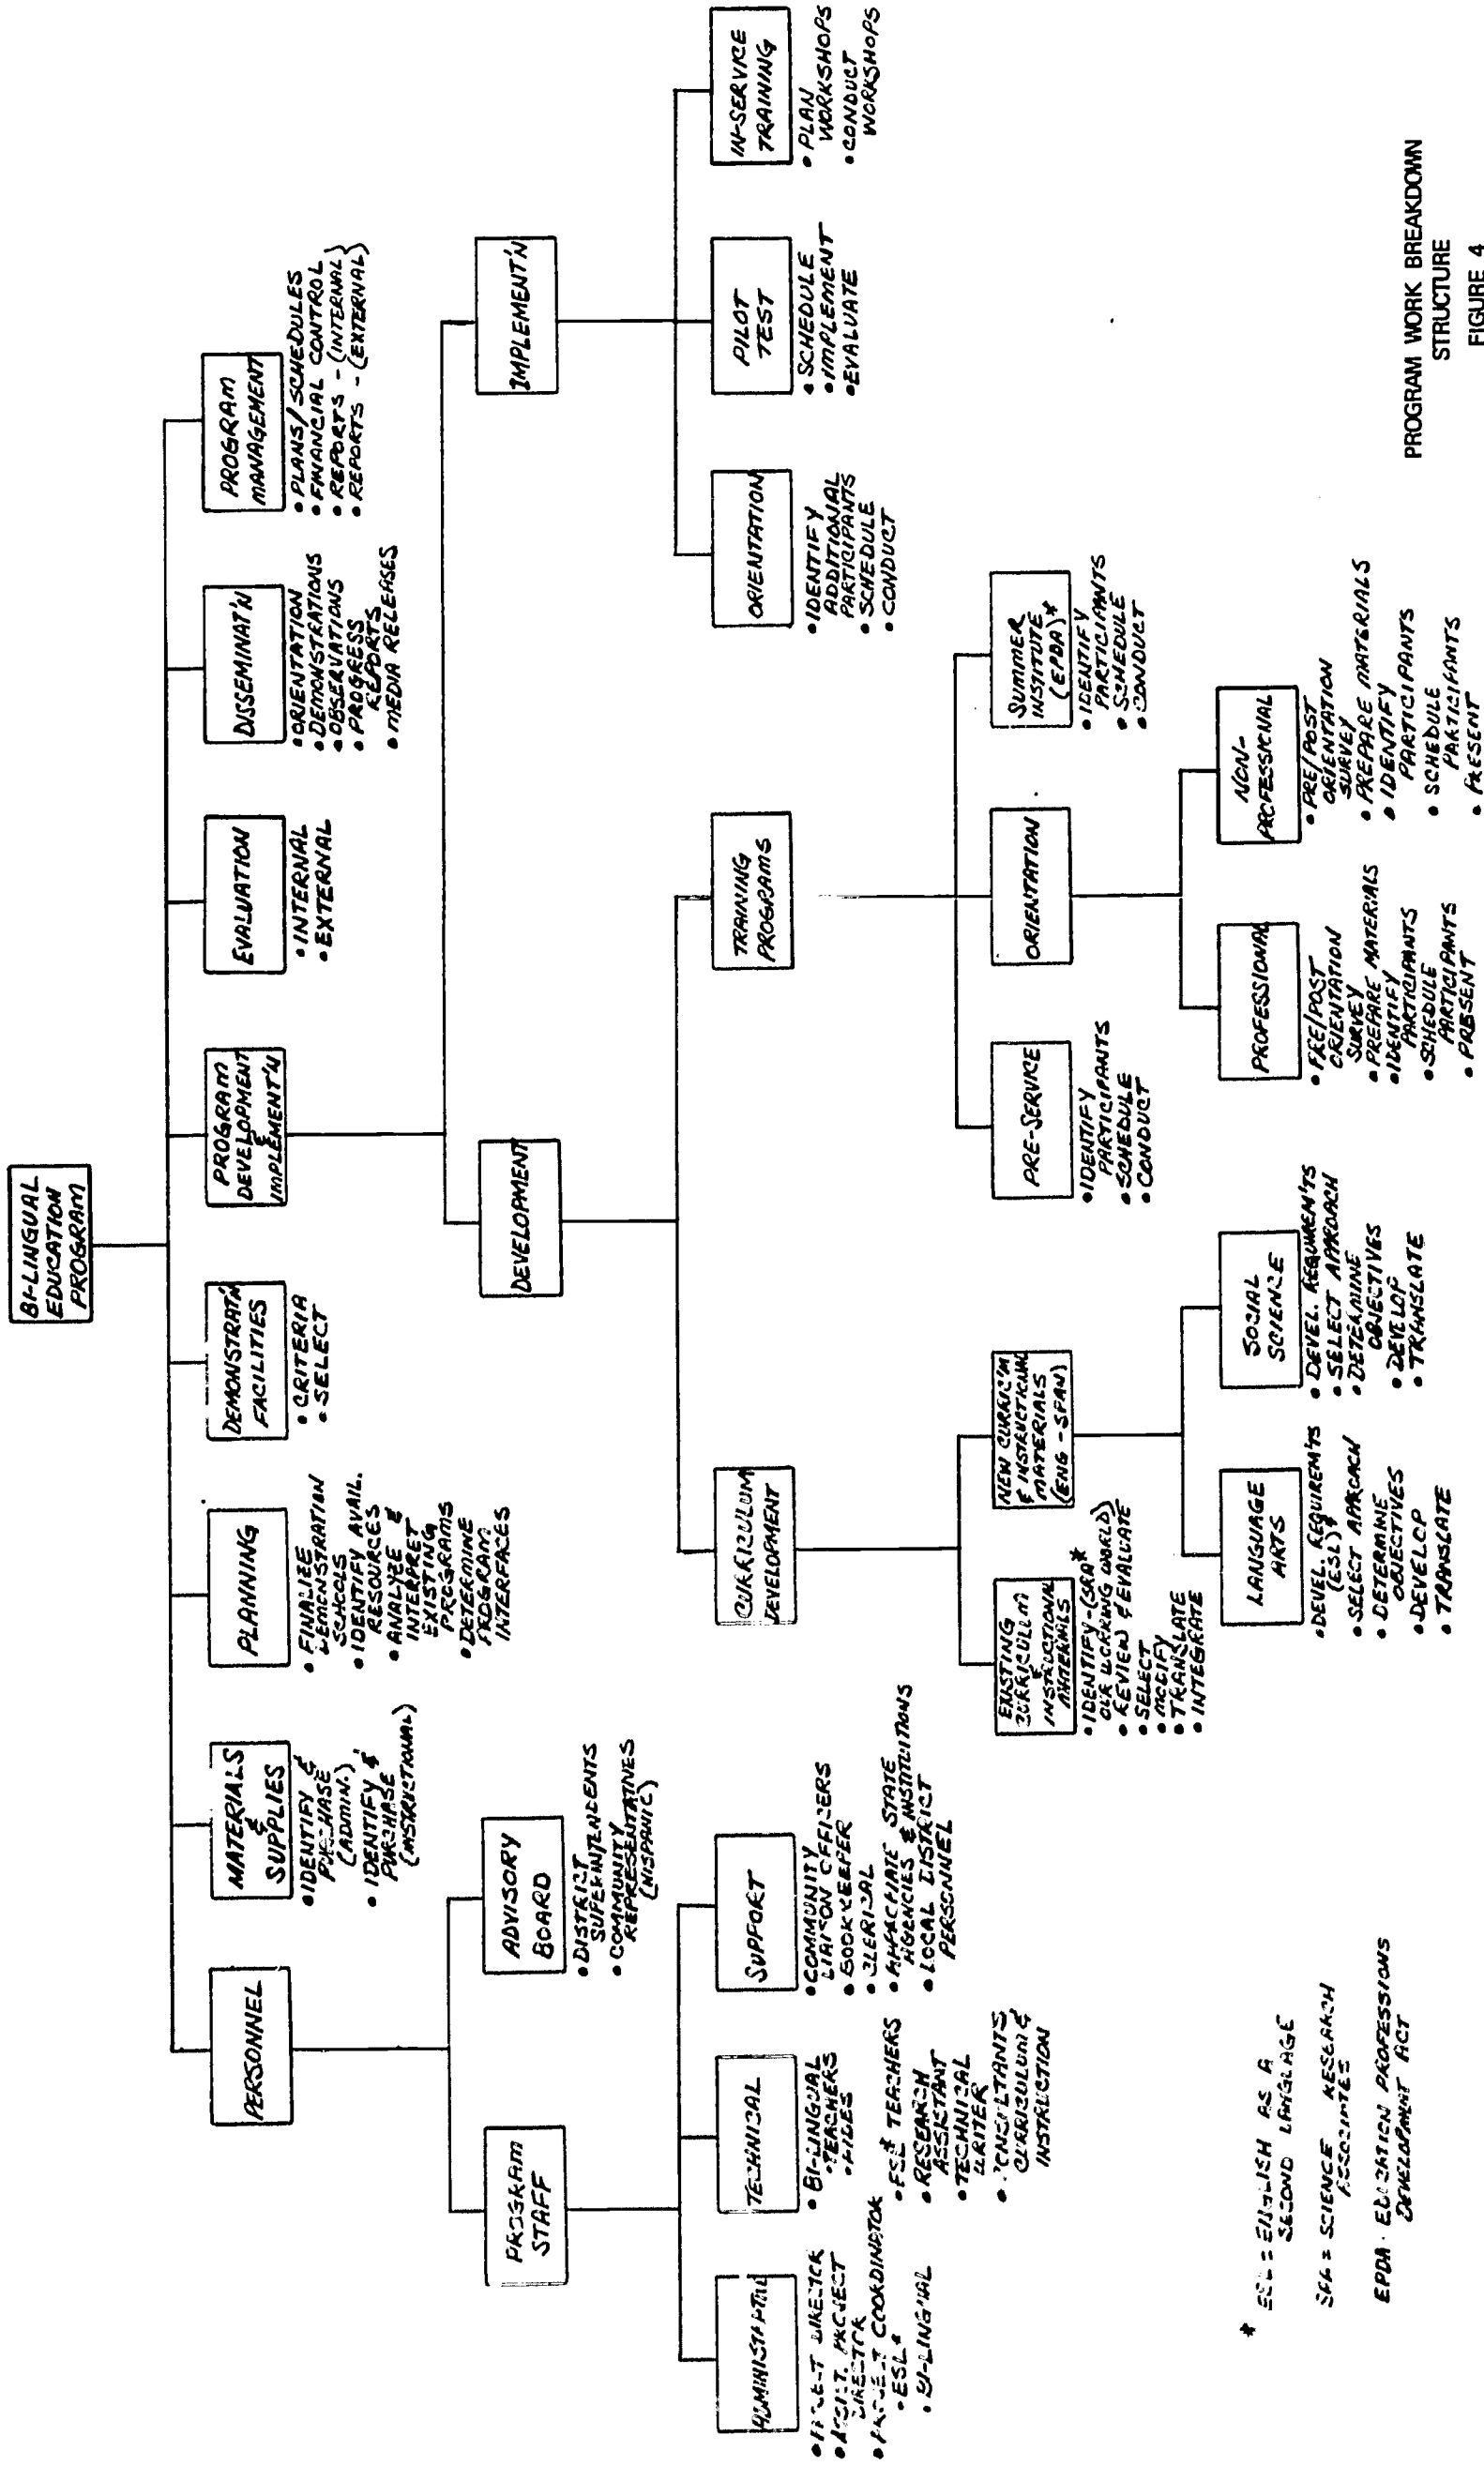 BI-LINGUAL
EDUCATION
PROGRAM
PERSONNEL
MATERIALS
&
SUPPLIES
• IDENTIFY &
PURCHASE
(ADMIN.)
• IDENTIFY &
PURCHASE
(INSTRUCTIONAL)
PLANNING
• FINALIZE
DEMONSTRATION
SCHOOLS
• IDENTIFY AVAIL.
RESOURCES
• ANALYZE &
INTERPRET
EXISTING
PROGRAMS
• DETERMINE
PROGRAM
INTERFACES
DEMONSTRAT'N
FACILITIES
• CRITERIA
• SELECT
PROGRAM
DEVELOPMENT
&
IMPLEMENT'N
EVALUATION
• INTERNAL
• EXTERNAL
DISSEMINAT'N
• ORIENTATION
• DEMONSTRATIONS
• OBSERVATIONS
• PROGRESS
REPORTS
• MEDIA RELEASES
PROGRAM
MANAGEMENT
• PLANS/SCHEDULES
• FINANCIAL CONTROL
• REPORTS - (INTERNAL)
• REPORTS - (EXTERNAL)
PROGRAM
STAFF
ADVISORY
BOARD
• DISTRICT
SUPERINTENDENTS
• COMMUNITY
REPRESENTATIVES
(HISPANIC)
DEVELOPMENT
IMPLEMENT'N
• PROJECT DIRECTOR
• ASSIST. PROJECT
DIRECTOR
• PROJECT COORDINATOR
• ESL*
• BI-LINGUAL
TECHNICAL
• BI-LINGUAL
• TEACHERS
• AIDES
• ESL* TEACHERS
• RESEARCH
ASSISTANT
• TECHNICAL
WRITER
• CONSULTANTS,
CURRICULUM &
INSTRUCTION
SUPPORT
• COMMUNITY
LIAISON OFFICERS
• BOOKKEEPER
• CLERICAL
• APPROPRIATE STATE
AGENCIES & INSTITUTIONS
• LOCAL DISTRICT
PERSONNEL
CURRICULUM
DEVELOPMENT
TRAINING
PROGRAMS
ORIENTATION
• IDENTIFY
ADDITIONAL
PARTICIPANTS
• SCHEDULE
• CONDUCT
PILOT
TEST
• SCHEDULE
• IMPLEMENT
• EVALUATE
IN-SERVICE
TRAINING
• PLAN
WORKSHOPS
• CONDUCT
WORKSHOPS
EXISTING
CURRICULUM
&
INSTRUCTIONAL
MATERIALS
• IDENTIFY-(SRA*
OUR WORKING WORLD)
• REVIEW & EVALUATE
• SELECT
• MODIFY
• TRANSLATE
• INTEGRATE
NEW CURRIC'M
& INSTRUCTIONAL
MATERIALS
(ENG - SPAN)
PRE-SERVICE
• IDENTIFY
PARTICIPANTS
• SCHEDULE
• CONDUCT
ORIENTATION
SUMMER
INSTITUTE
(EPDA)*
• IDENTIFY
PARTICIPANTS
• SCHEDULE
• CONDUCT
LANGUAGE
ARTS
• DEVEL. REQUIREM'TS
(ESL)*
• SELECT APPROACH
• DETERMINE
OBJECTIVES
• DEVELOP
• TRANSLATE
SOCIAL
SCIENCE
• DEVEL. REQUIREM'TS
• SELECT APPROACH
• DETERMINE
OBJECTIVES
• DEVELOP
• TRANSLATE
PROFESSIONAL
• PRE/POST
ORIENTATION
SURVEY
• PREPARE MATERIALS
• IDENTIFY
PARTICIPANTS
• SCHEDULE
PARTICIPANTS
• PRESENT
NON-
PROFESSIONAL
• PRE/POST
ORIENTATION
SURVEY
• PREPARE MATERIALS
• IDENTIFY
PARTICIPANTS
• SCHEDULE
PARTICIPANTS
• PRESENT
* ESL = ENGLISH AS A
SECOND LANGUAGE
SRA = SCIENCE RESEARCH
ASSOCIATES
EPDA - EDUCATION PROFESSIONS
DEVELOPMENT ACT
PROGRAM WORK BREAKDOWN
STRUCTURE
FIGURE 4